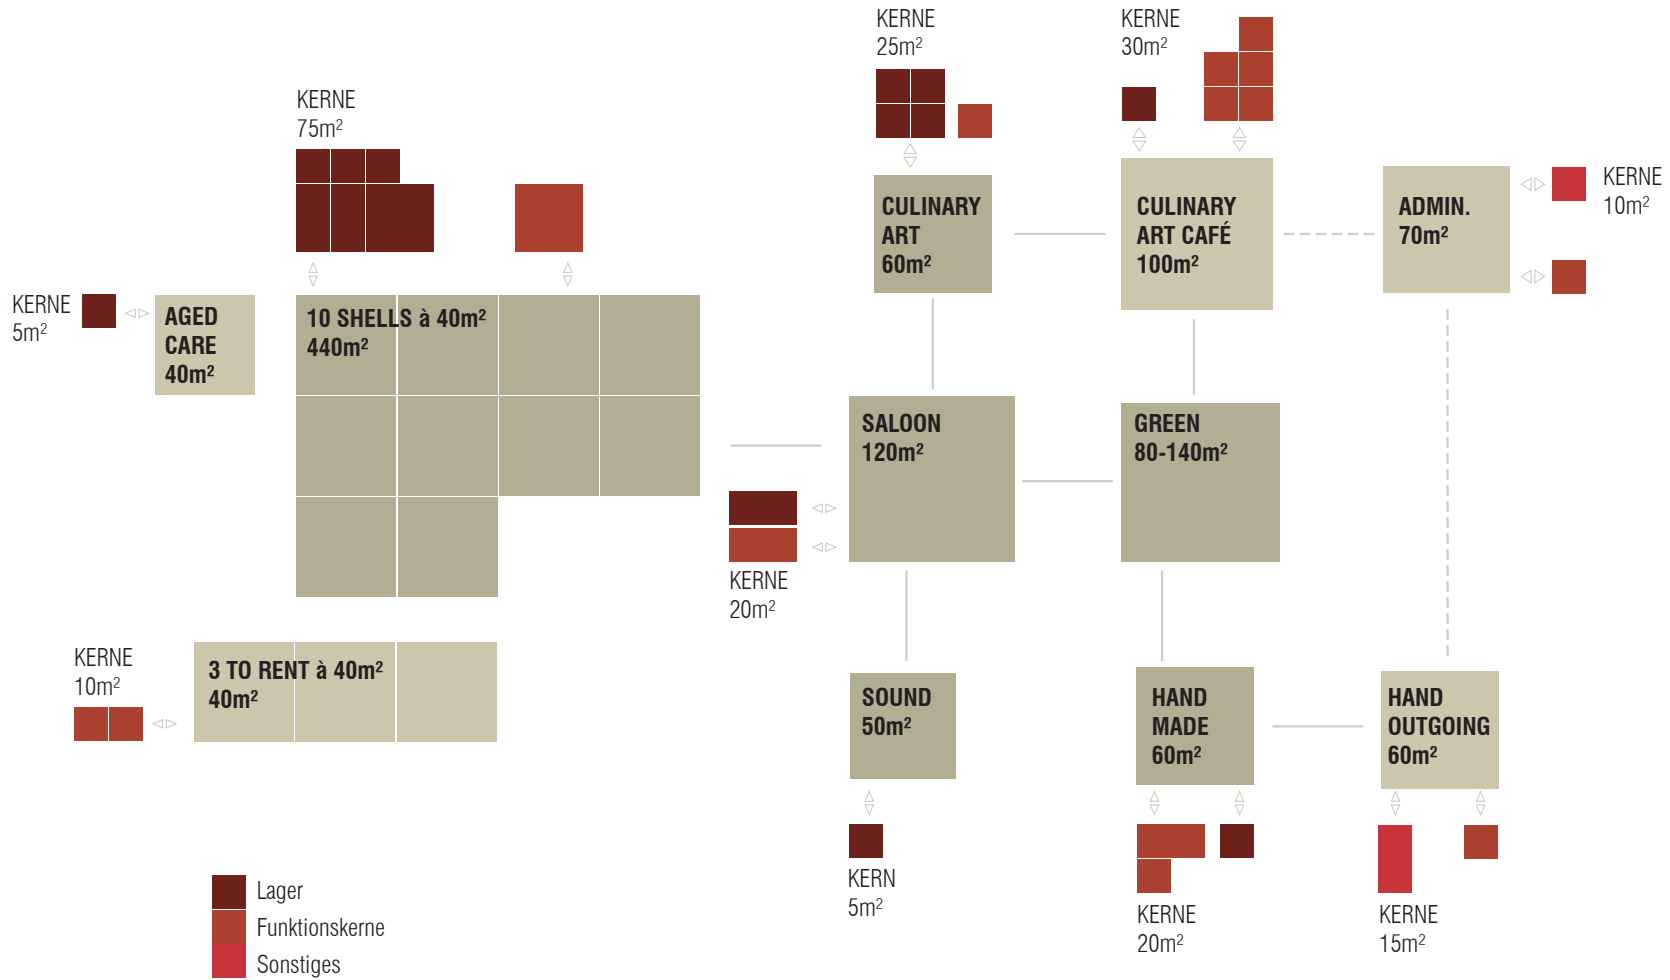 KERNE
75m²
KERNE
25m²
KERNE
30m²
KERNE
10m²
CULINARY
ART
60m²
CULINARY
ART CAFÉ
100m²
ADMIN.
70m²
KERNE
5m²
AGED
CARE
40m²
10 SHELLS à 40m²
440m²
SALOON
120m²
GREEN
80-140m²
KERNE
20m²
KERNE
10m²
3 TO RENT à 40m²
40m²
SOUND
50m²
HAND
MADE
60m²
HAND
OUTGOING
60m²
KERN
5m²
KERNE
20m²
KERNE
15m²
Lager
Funktionskerne
Sonstiges